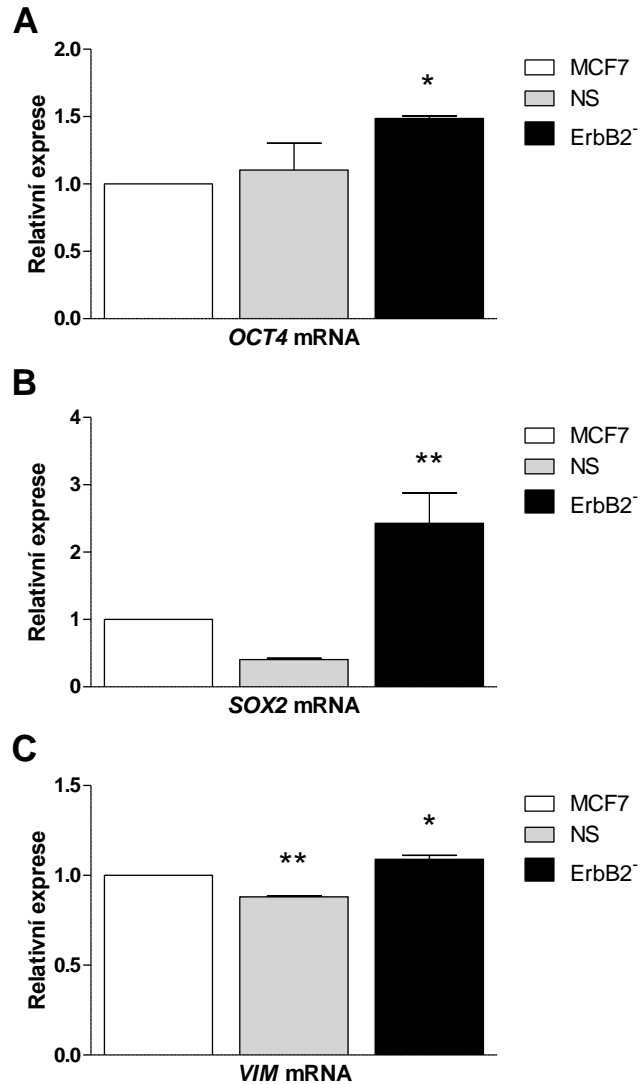 A
2.0
1.5
1.0
0.5
0.0
Relativní exprese
*
OCT4 mRNA
MCF7
NS
ErbB2-
B
4
3
2
1
0
Relativní exprese
**
SOX2 mRNA
MCF7
NS
ErbB2-
C
1.5
1.0
0.5
0.0
Relativní exprese
**
*
VIM mRNA
MCF7
NS
ErbB2-